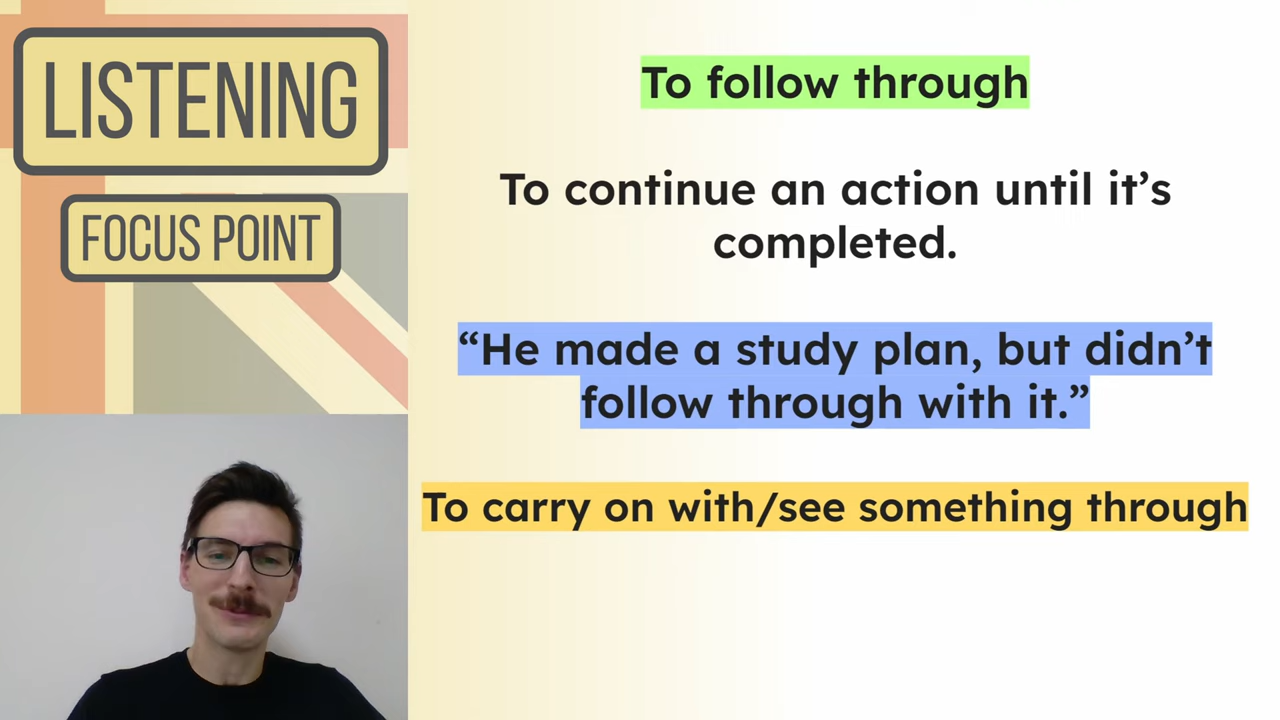 LISTENING
FOCUS POINT
To follow through
To continue an action until it’s
completed.
“He made a study plan, but didn’t
follow through with it.”
To carry on with/see something through